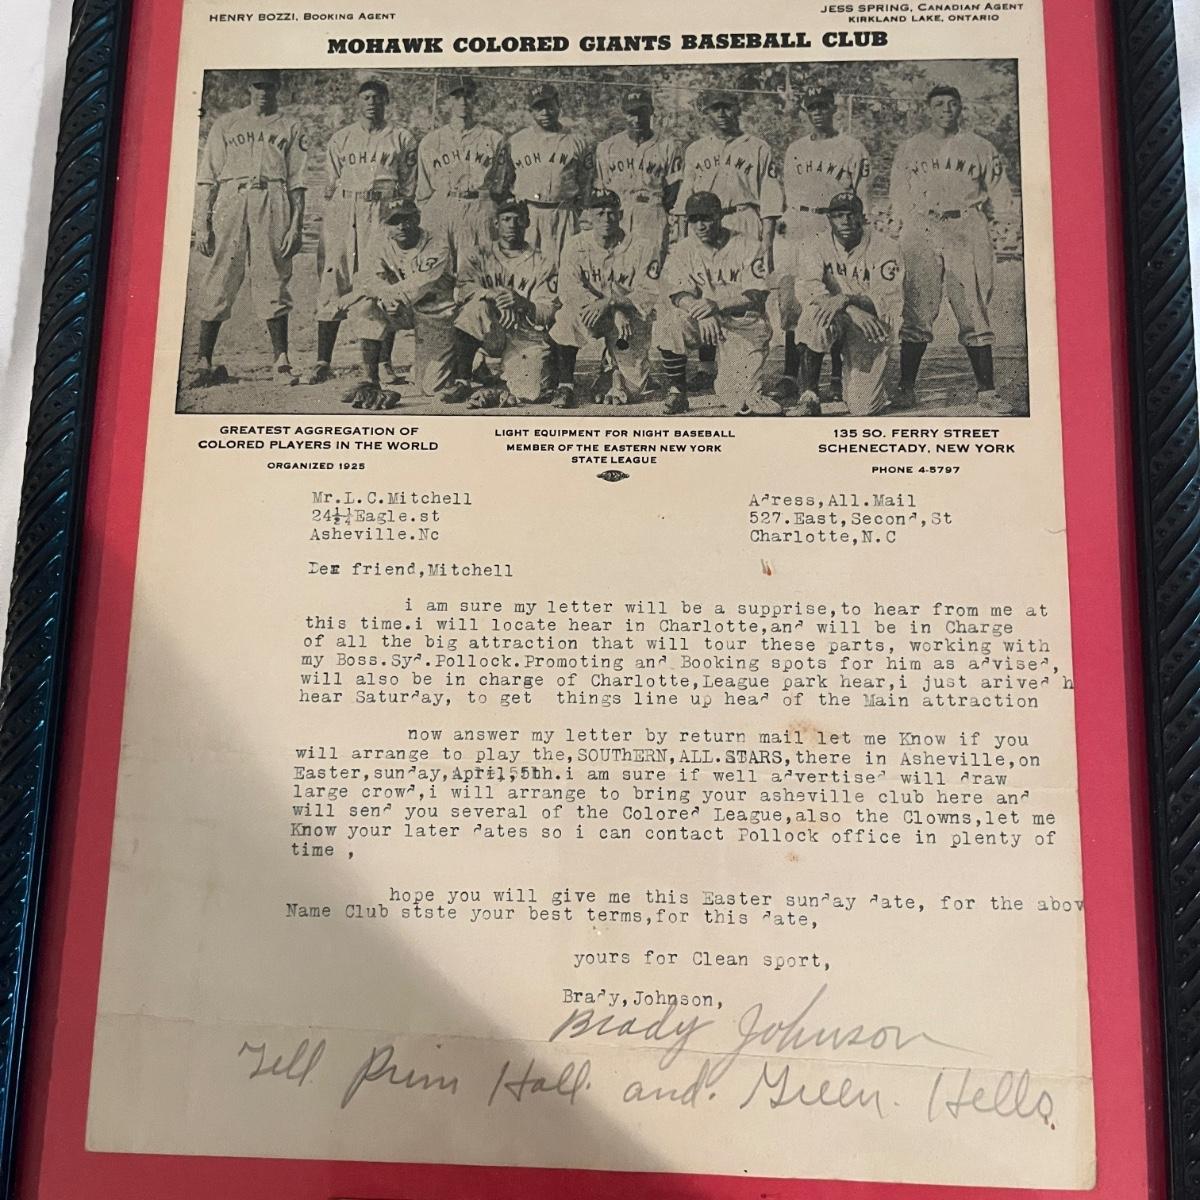 HENRY BOZZI, BOOKING AGENT
JESS SPRING, CANADIAN AGENT
KIRKLAND LAKE, ONTARIO
MOHAWK COLORED GIANTS BASEBALL CLUB
MOHAWK MOHAWK MOHAWK MOHAWK MOHAWK MOHAWK MOHAWK MOHAWK
GREATEST AGGREGATION OF
COLORED PLAYERS IN THE WORLD
ORGANIZED 1925
LIGHT EQUIPMENT FOR NIGHT BASEBALL
MEMBER OF THE EASTERN NEW YORK
STATE LEAGUE
135 SO. FERRY STREET
SCHENECTADY, NEW YORK
PHONE 4-5797
Mr.L.C.Mitchell
Eagle.st
Asheville.Nc
Adress,All.Mail
527.East,Second,St
Charlotte,N.C
friend,Mitchell
i am sure my letter will be a supprise,to hear from me at
this time.i will locate hear in Charlotte,and will be in Charge
of all the big attraction that will tour these parts, working with
my Boss.Syd.Pollock.Promoting and Booking spots for him as advised,
will also be in charge of Charlotte,League park hear,i just arived h
hear Saturday, to get things line up head of the Main attraction
now answer my letter by return mail let me Know if you
will arrange to play the,SOUThERN,ALL.STARS,there in Asheville,on
Easter,sunday,April,5th.i am sure if well advertised will draw
large crowd,i will arrange to bring your asheville club here and
will send you several of the Colored League,also the Clowns,let me
Know your later dates so i can contact Pollock office in plenty of
time ,
hope you will give me this Easter sunday date, for the abov
Name Club stste your best terms,for this date,
yours for Clean sport,
Brady,Johnson,
Brady Johnson
Tell Prim Hall. and. Green. Hello.